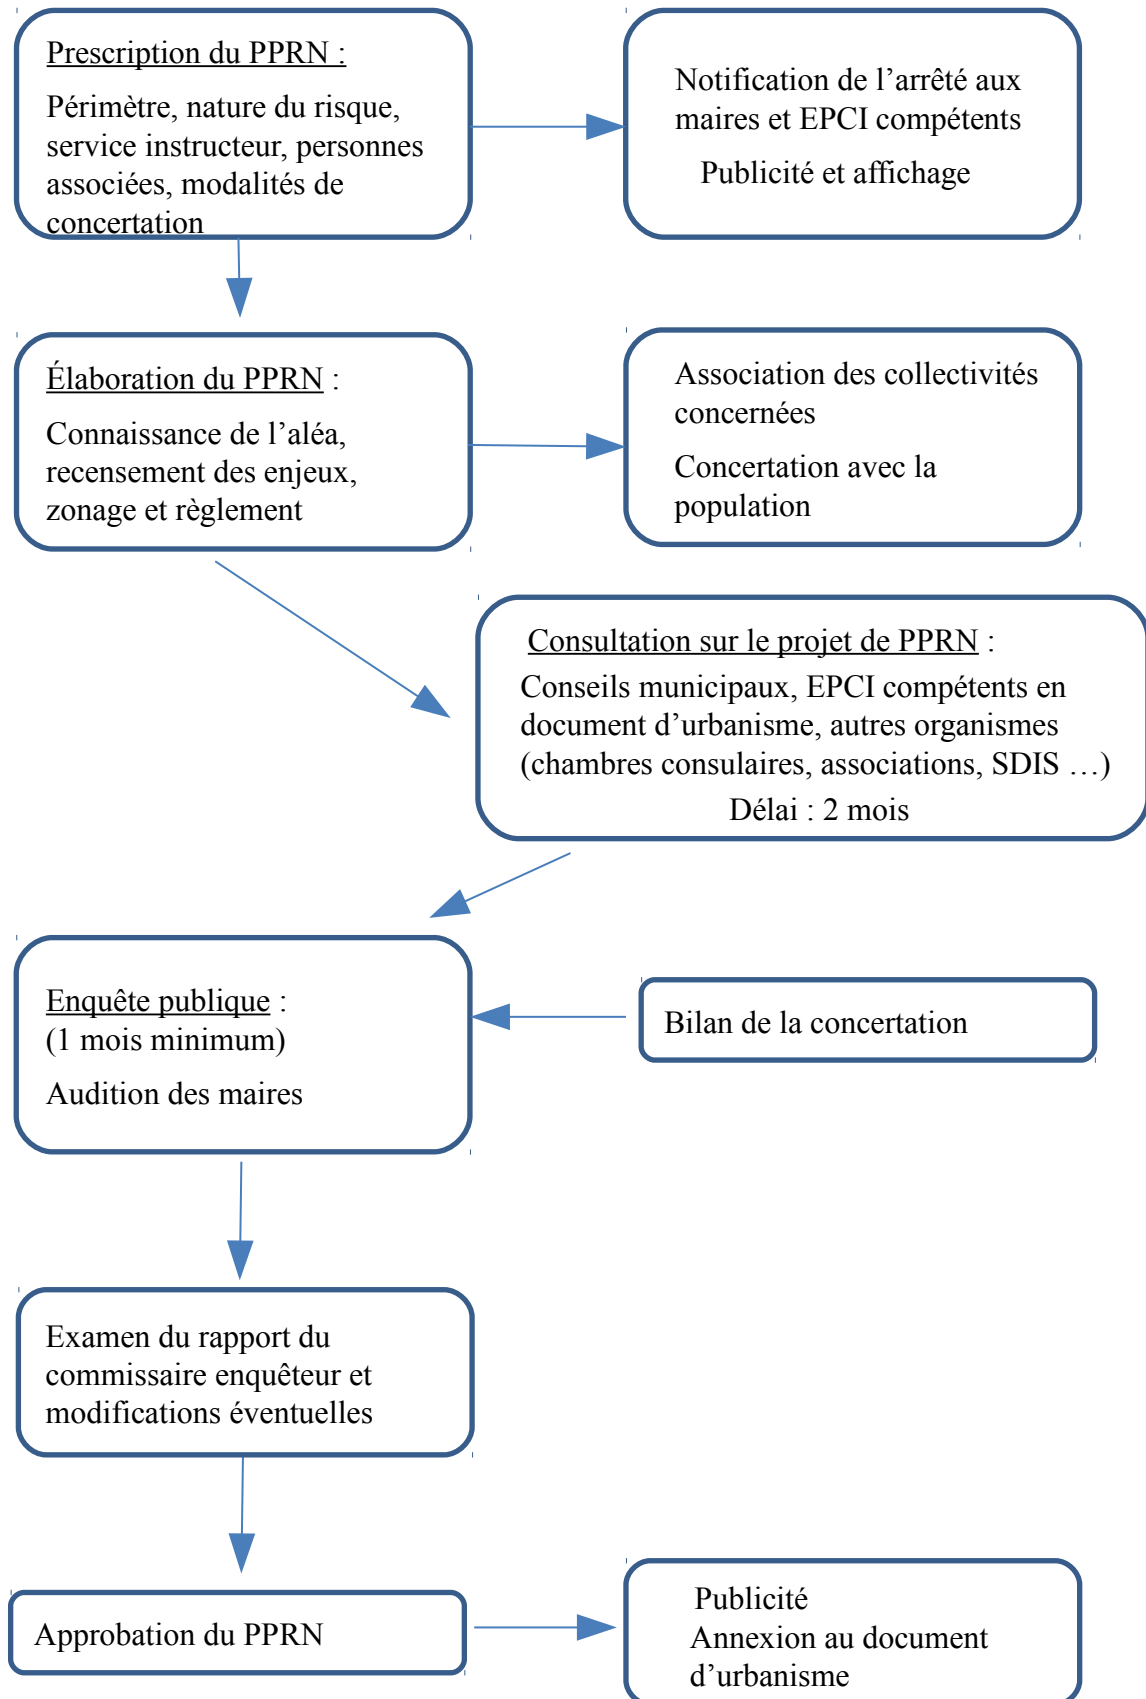 Prescription du PPRN :
Périmètre, nature du risque,
service instructeur, personnes
associées, modalités de
concertation
Notification de l’arrêté aux
maires et EPCI compétents
Publicité et affichage
Élaboration du PPRN :
Connaissance de l’aléa,
recensement des enjeux,
zonage et règlement
Association des collectivités
concernées
Concertation avec la
population
Consultation sur le projet de PPRN :
Conseils municipaux, EPCI compétents en
document d’urbanisme, autres organismes
(chambres consulaires, associations, SDIS …)
Délai : 2 mois
Enquête publique :
(1 mois minimum)
Audition des maires
Bilan de la concertation
Examen du rapport du
commissaire enquêteur et
modifications éventuelles
Approbation du PPRN
Publicité
Annexion au document
d’urbanisme